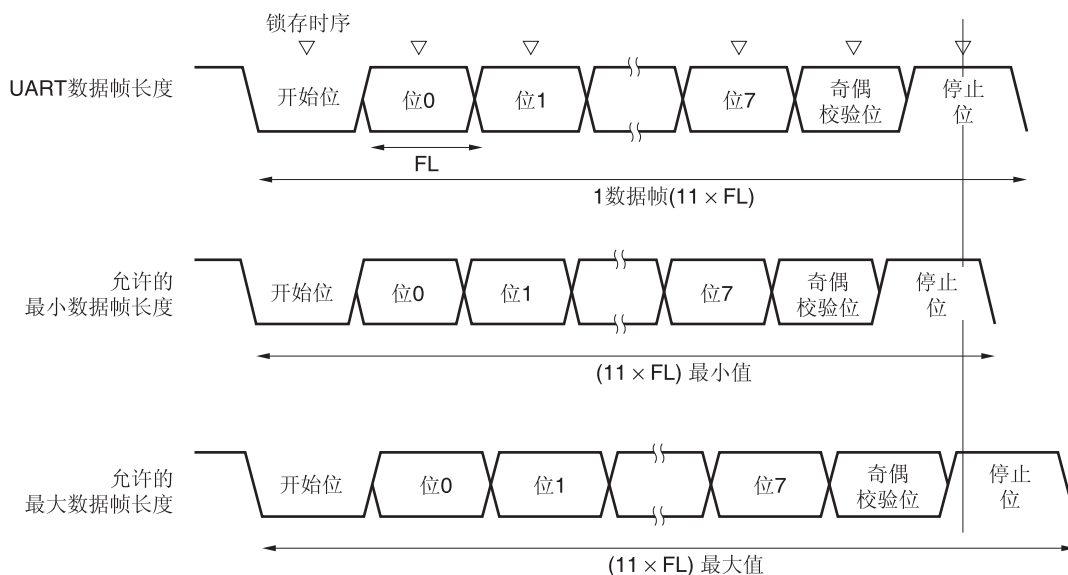 锁存时序
UART数据帧长度
开始位
位0
位1
位7
奇偶
校验位
停止
位
FL
1数据帧(11 × FL)
允许的
最小数据帧长度
开始位
位0
位1
位7
奇偶
校验位
停止
位
(11 × FL) 最小值
允许的
最大数据帧长度
开始位
位0
位1
位7
奇偶
校验位
停止
位
(11 × FL) 最大值